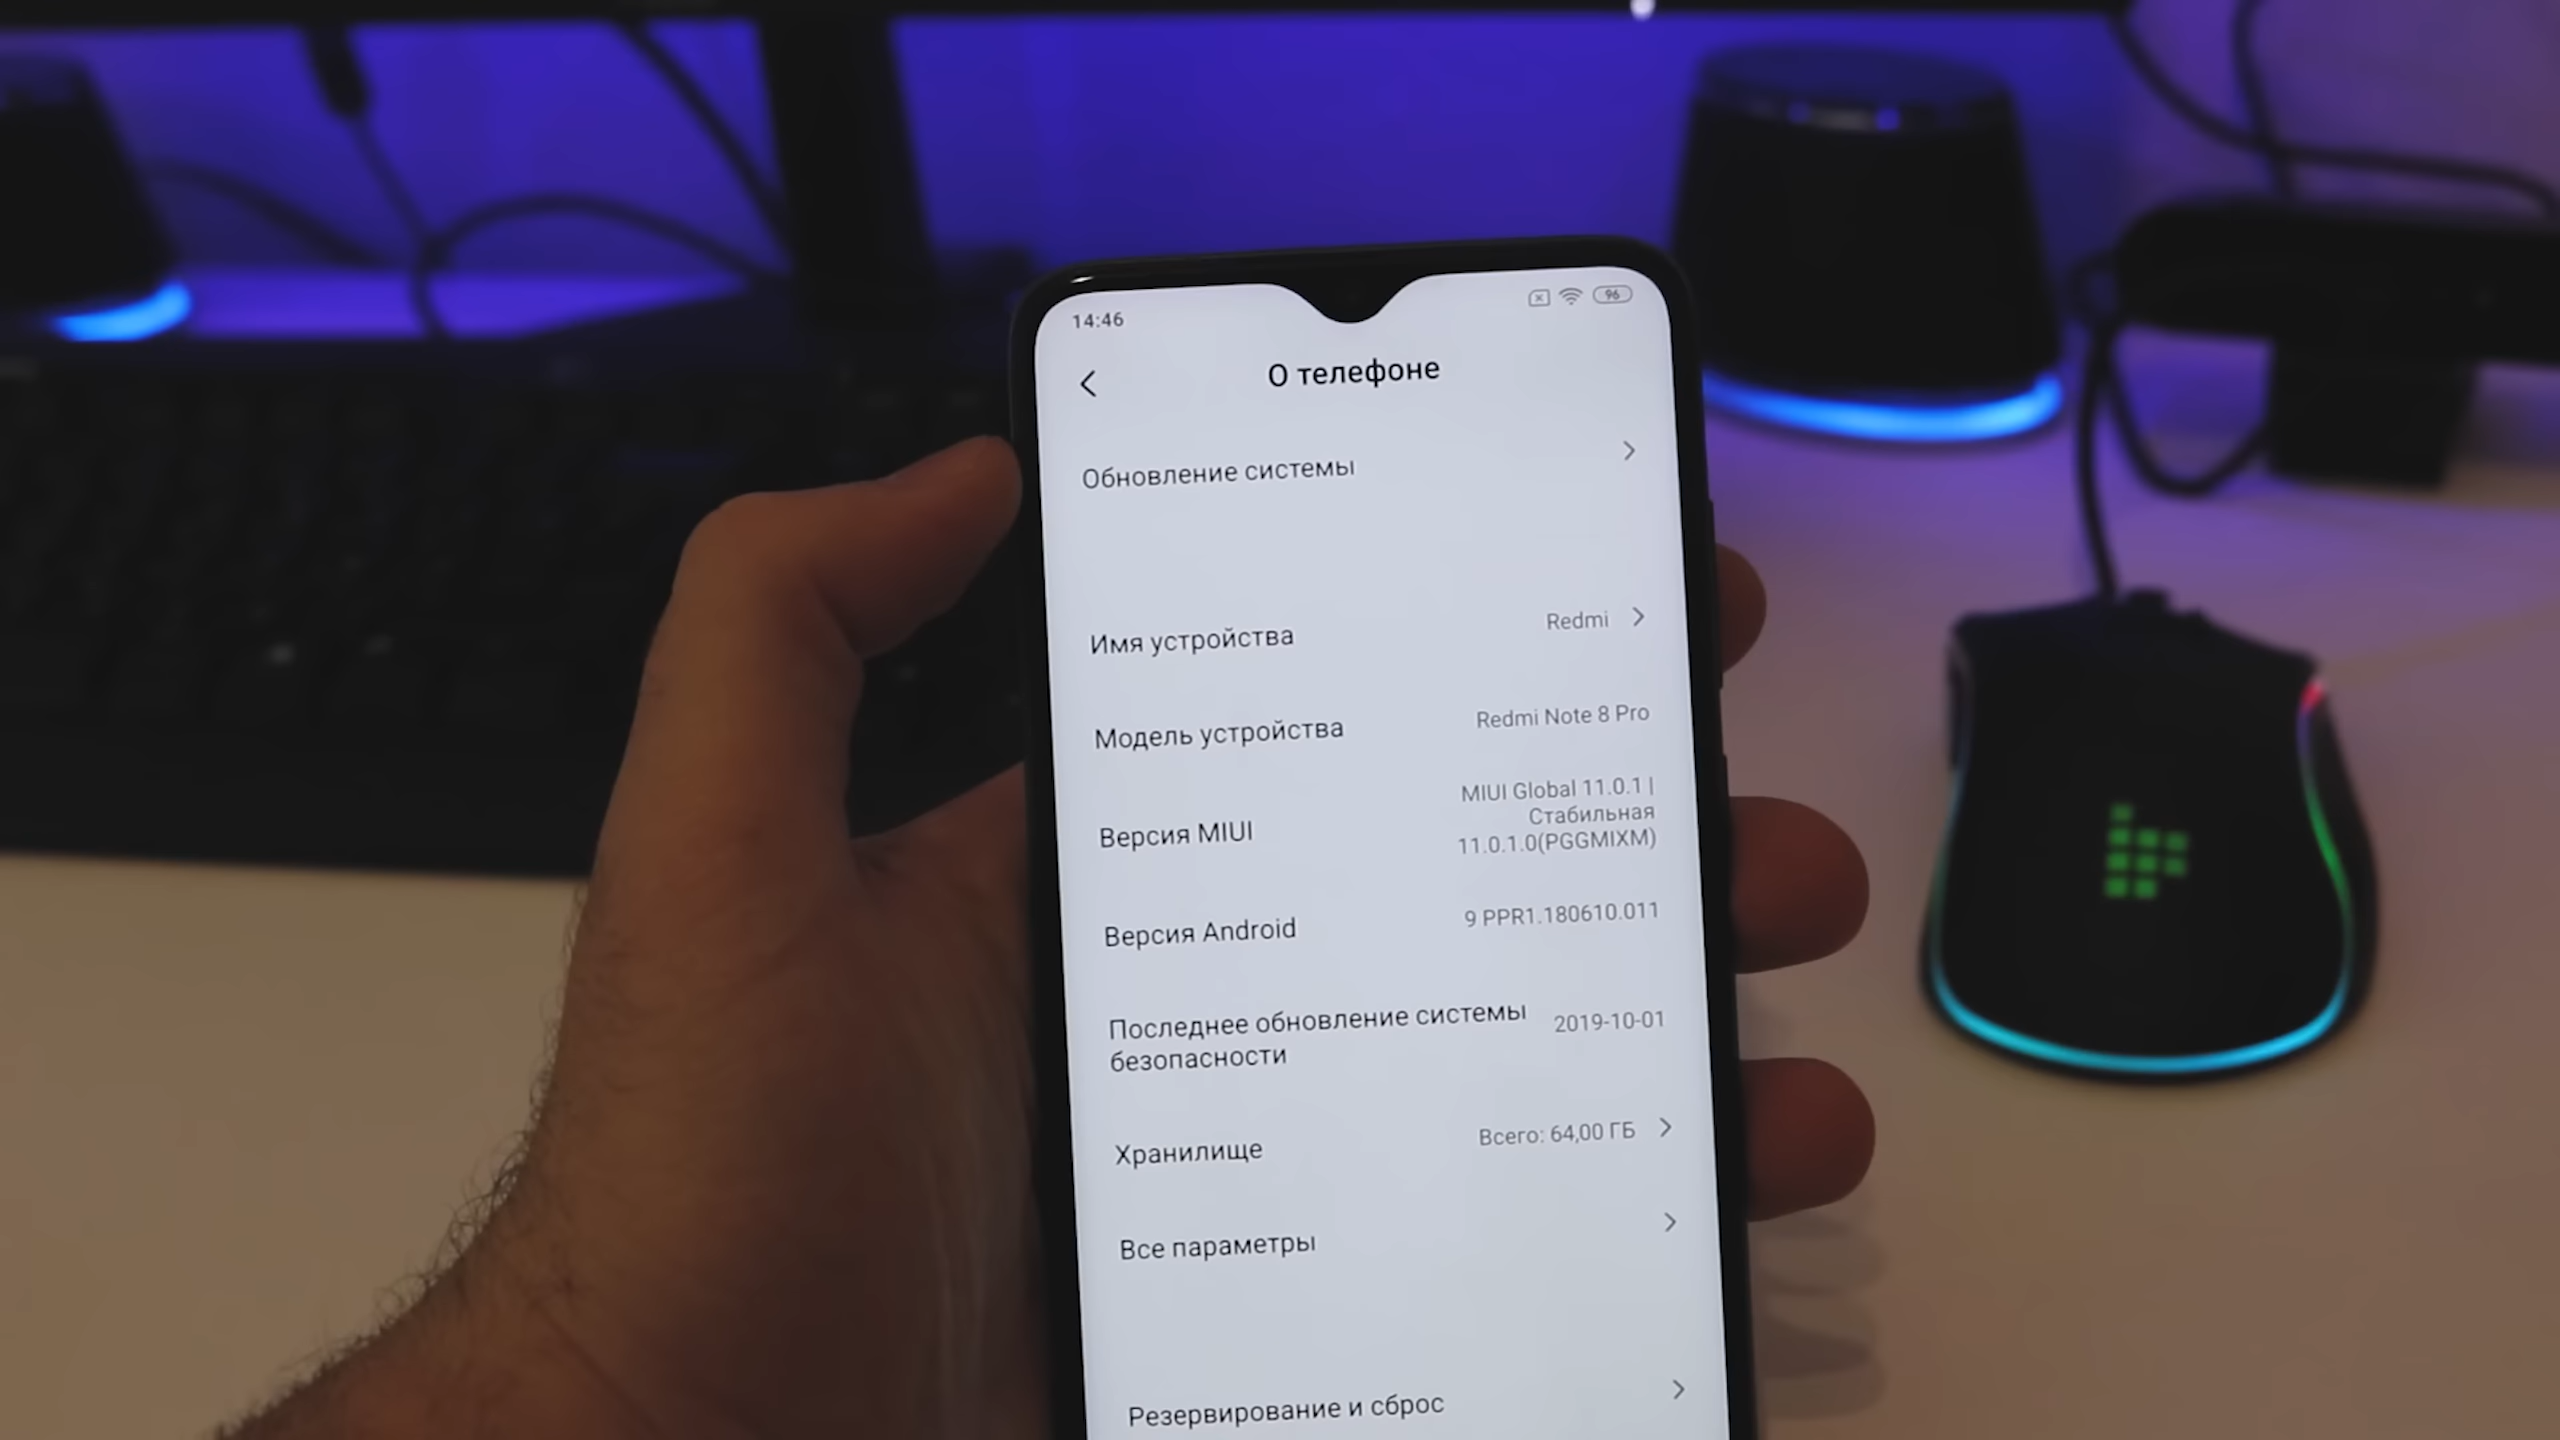 14:46
96
О телефоне
Обновление системы
Имя устройства
Redmi
Модель устройства
Redmi Note 8 Pro
Версия MIUI
MIUI Global 11.0.1 |
Стабильная
11.0.1.0(PGGMIXM)
Версия Android
9 PPR1.180610.011
Последнее обновление системы
безопасности
2019-10-01
Хранилище
Всего: 64,00 ГБ
Все параметры
Резервирование и сброс